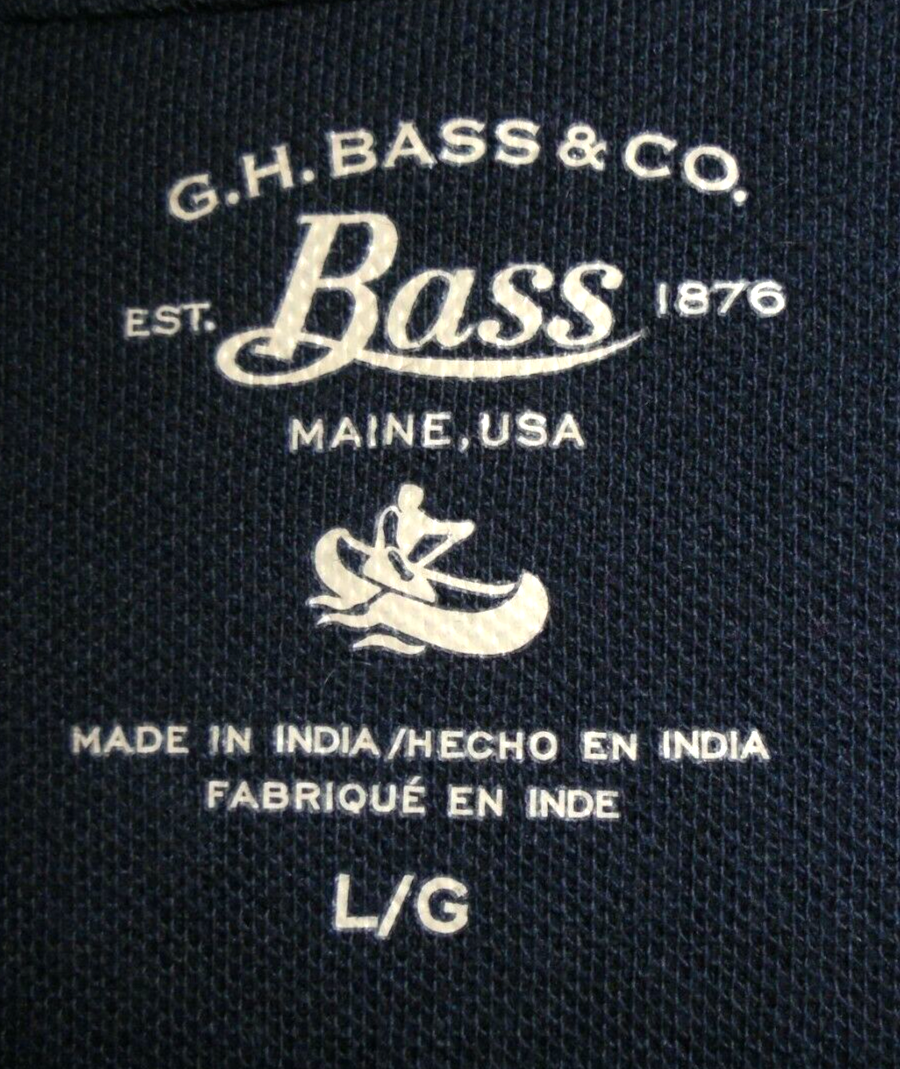 G.H. BASS & CO.
EST. Bass 1876
MAINE, USA
MADE IN INDIA/HECHO EN INDIA
FABRIQUÉ EN INDE
L/G